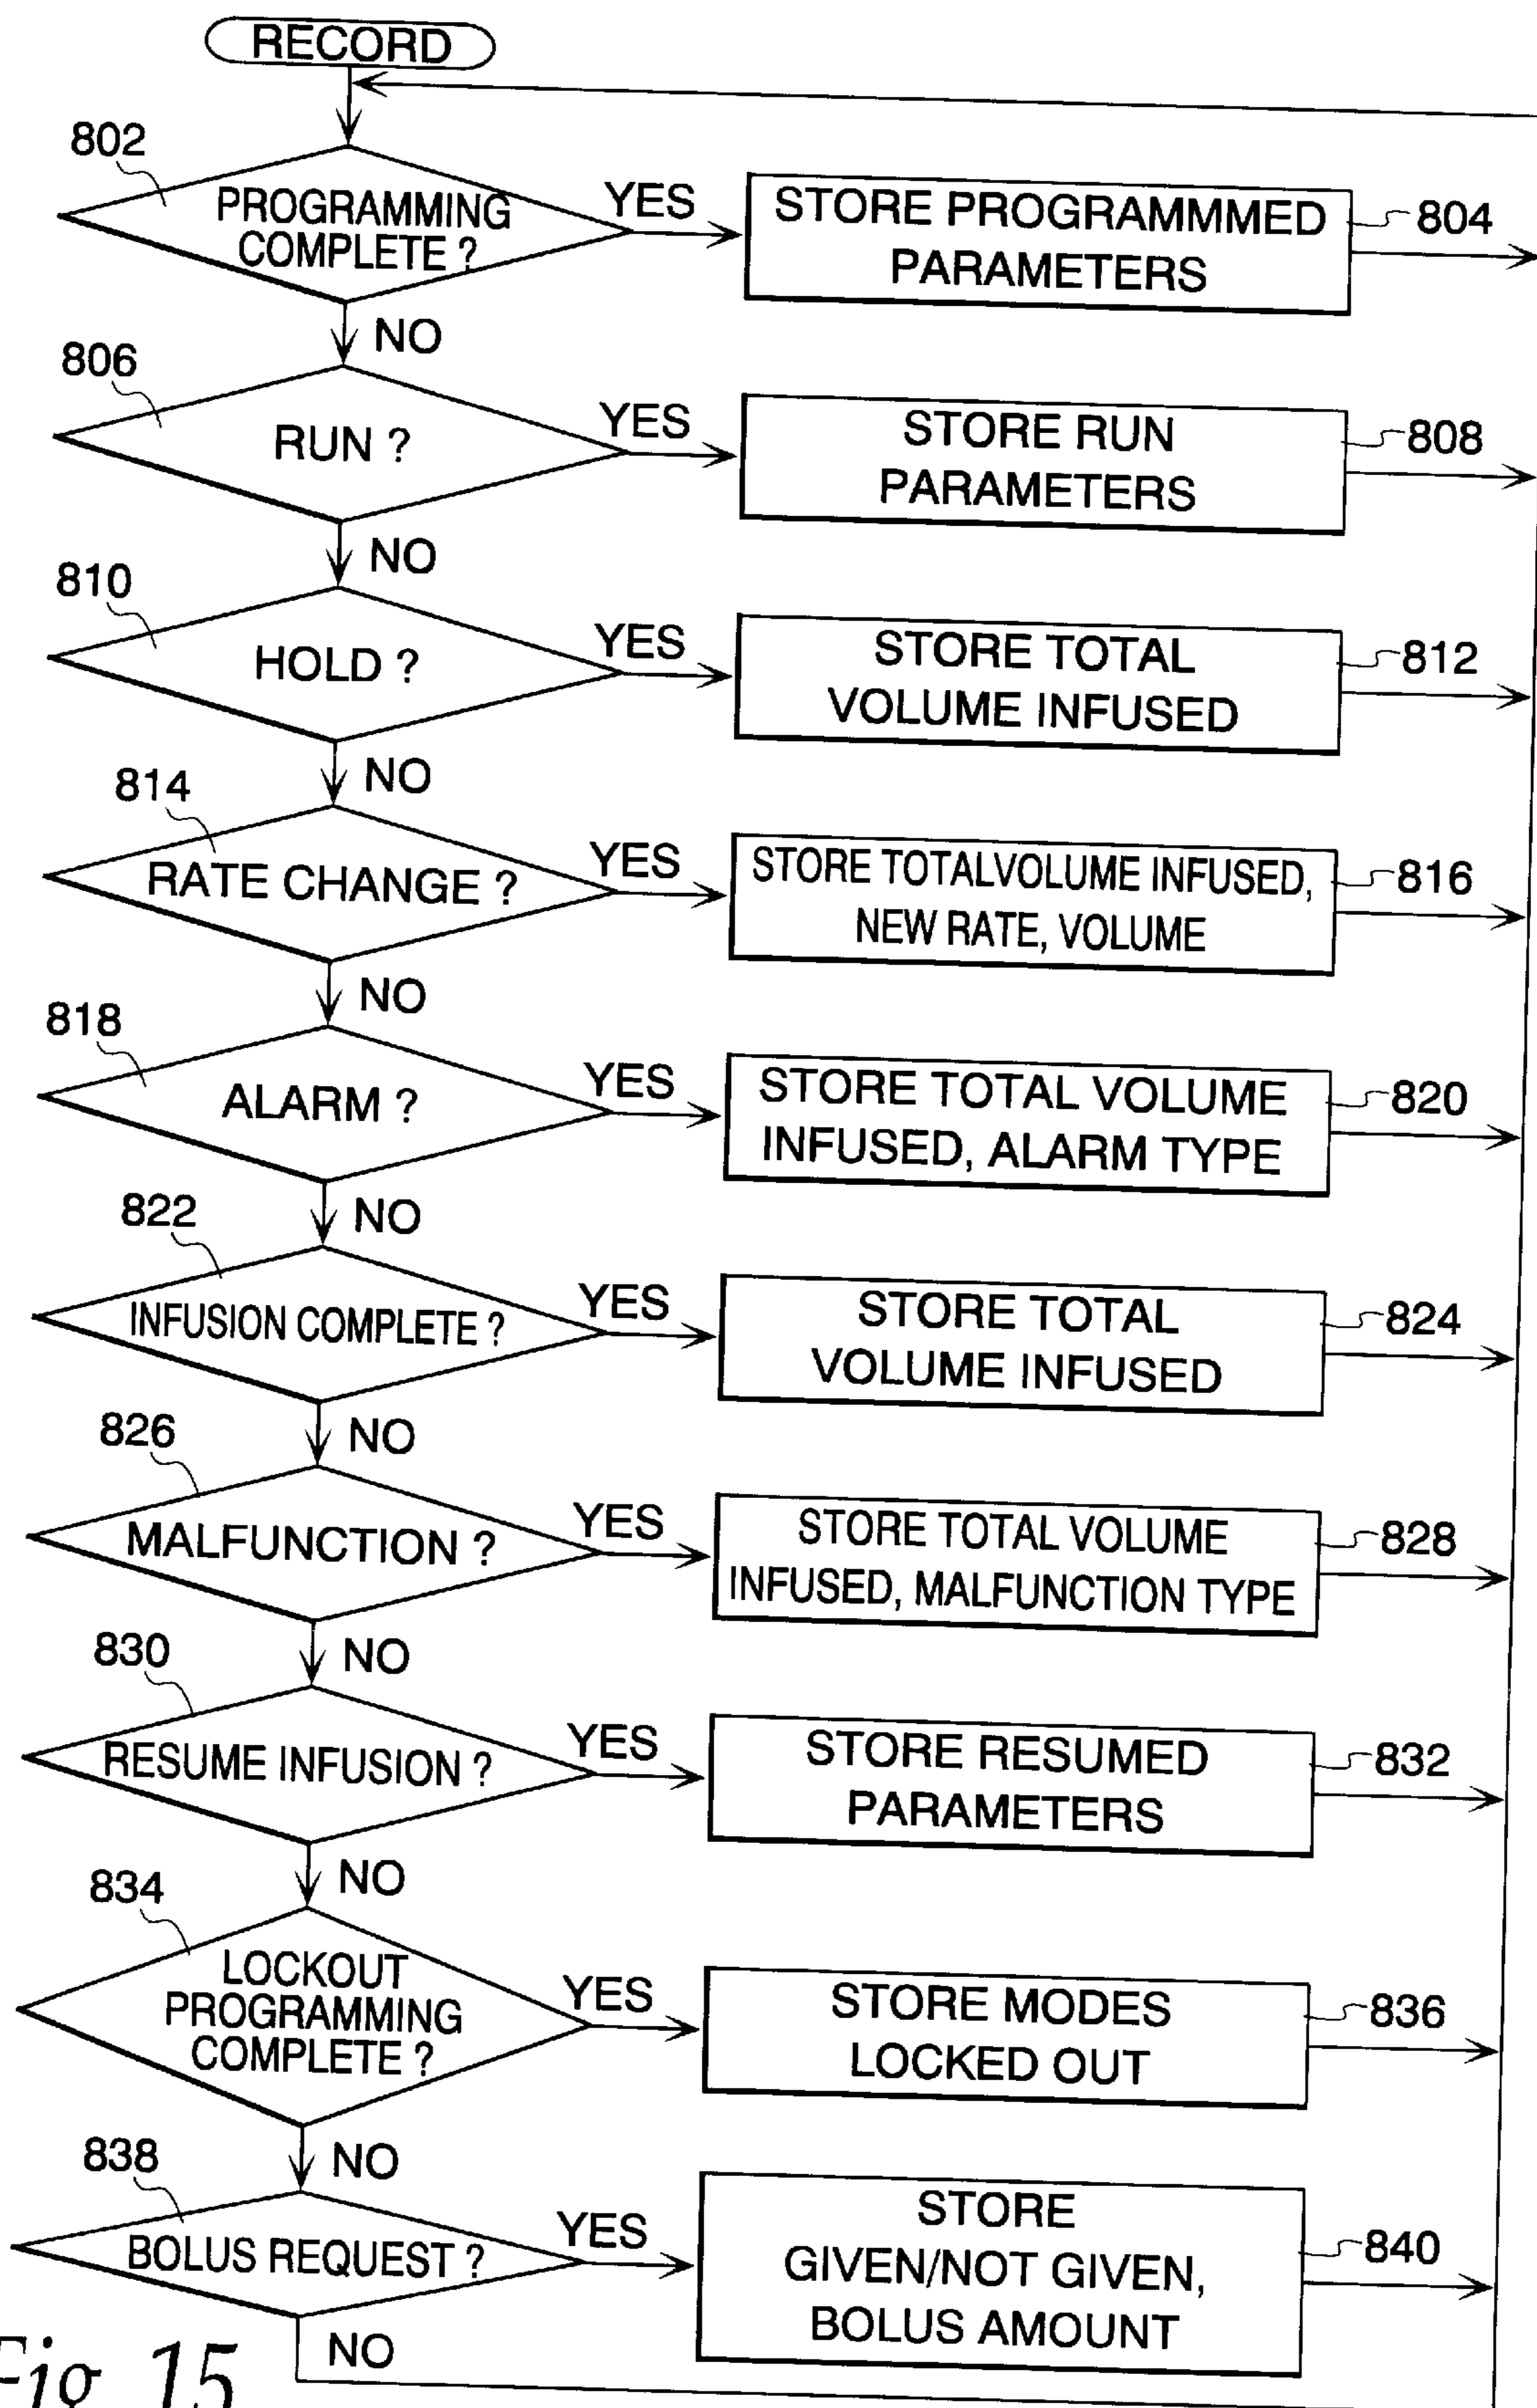 RECORD
802
PROGRAMMING
COMPLETE ?
YES
STORE PROGRAMMMED
PARAMETERS
804
NO
806
RUN ?
YES
STORE RUN
PARAMETERS
808
NO
810
HOLD ?
YES
STORE TOTAL
VOLUME INFUSED
812
NO
814
RATE CHANGE ?
YES
STORE TOTALVOLUME INFUSED,
NEW RATE, VOLUME
816
NO
818
ALARM ?
YES
STORE TOTAL VOLUME
INFUSED, ALARM TYPE
820
NO
822
INFUSION COMPLETE ?
YES
STORE TOTAL
VOLUME INFUSED
824
NO
826
MALFUNCTION ?
YES
STORE TOTAL VOLUME
INFUSED, MALFUNCTION TYPE
828
NO
830
RESUME INFUSION ?
YES
STORE RESUMED
PARAMETERS
832
NO
834
LOCKOUT
PROGRAMMING
COMPLETE ?
YES
STORE MODES
LOCKED OUT
836
NO
838
BOLUS REQUEST ?
YES
STORE
GIVEN/NOT GIVEN,
BOLUS AMOUNT
840
NO
Fig. 15